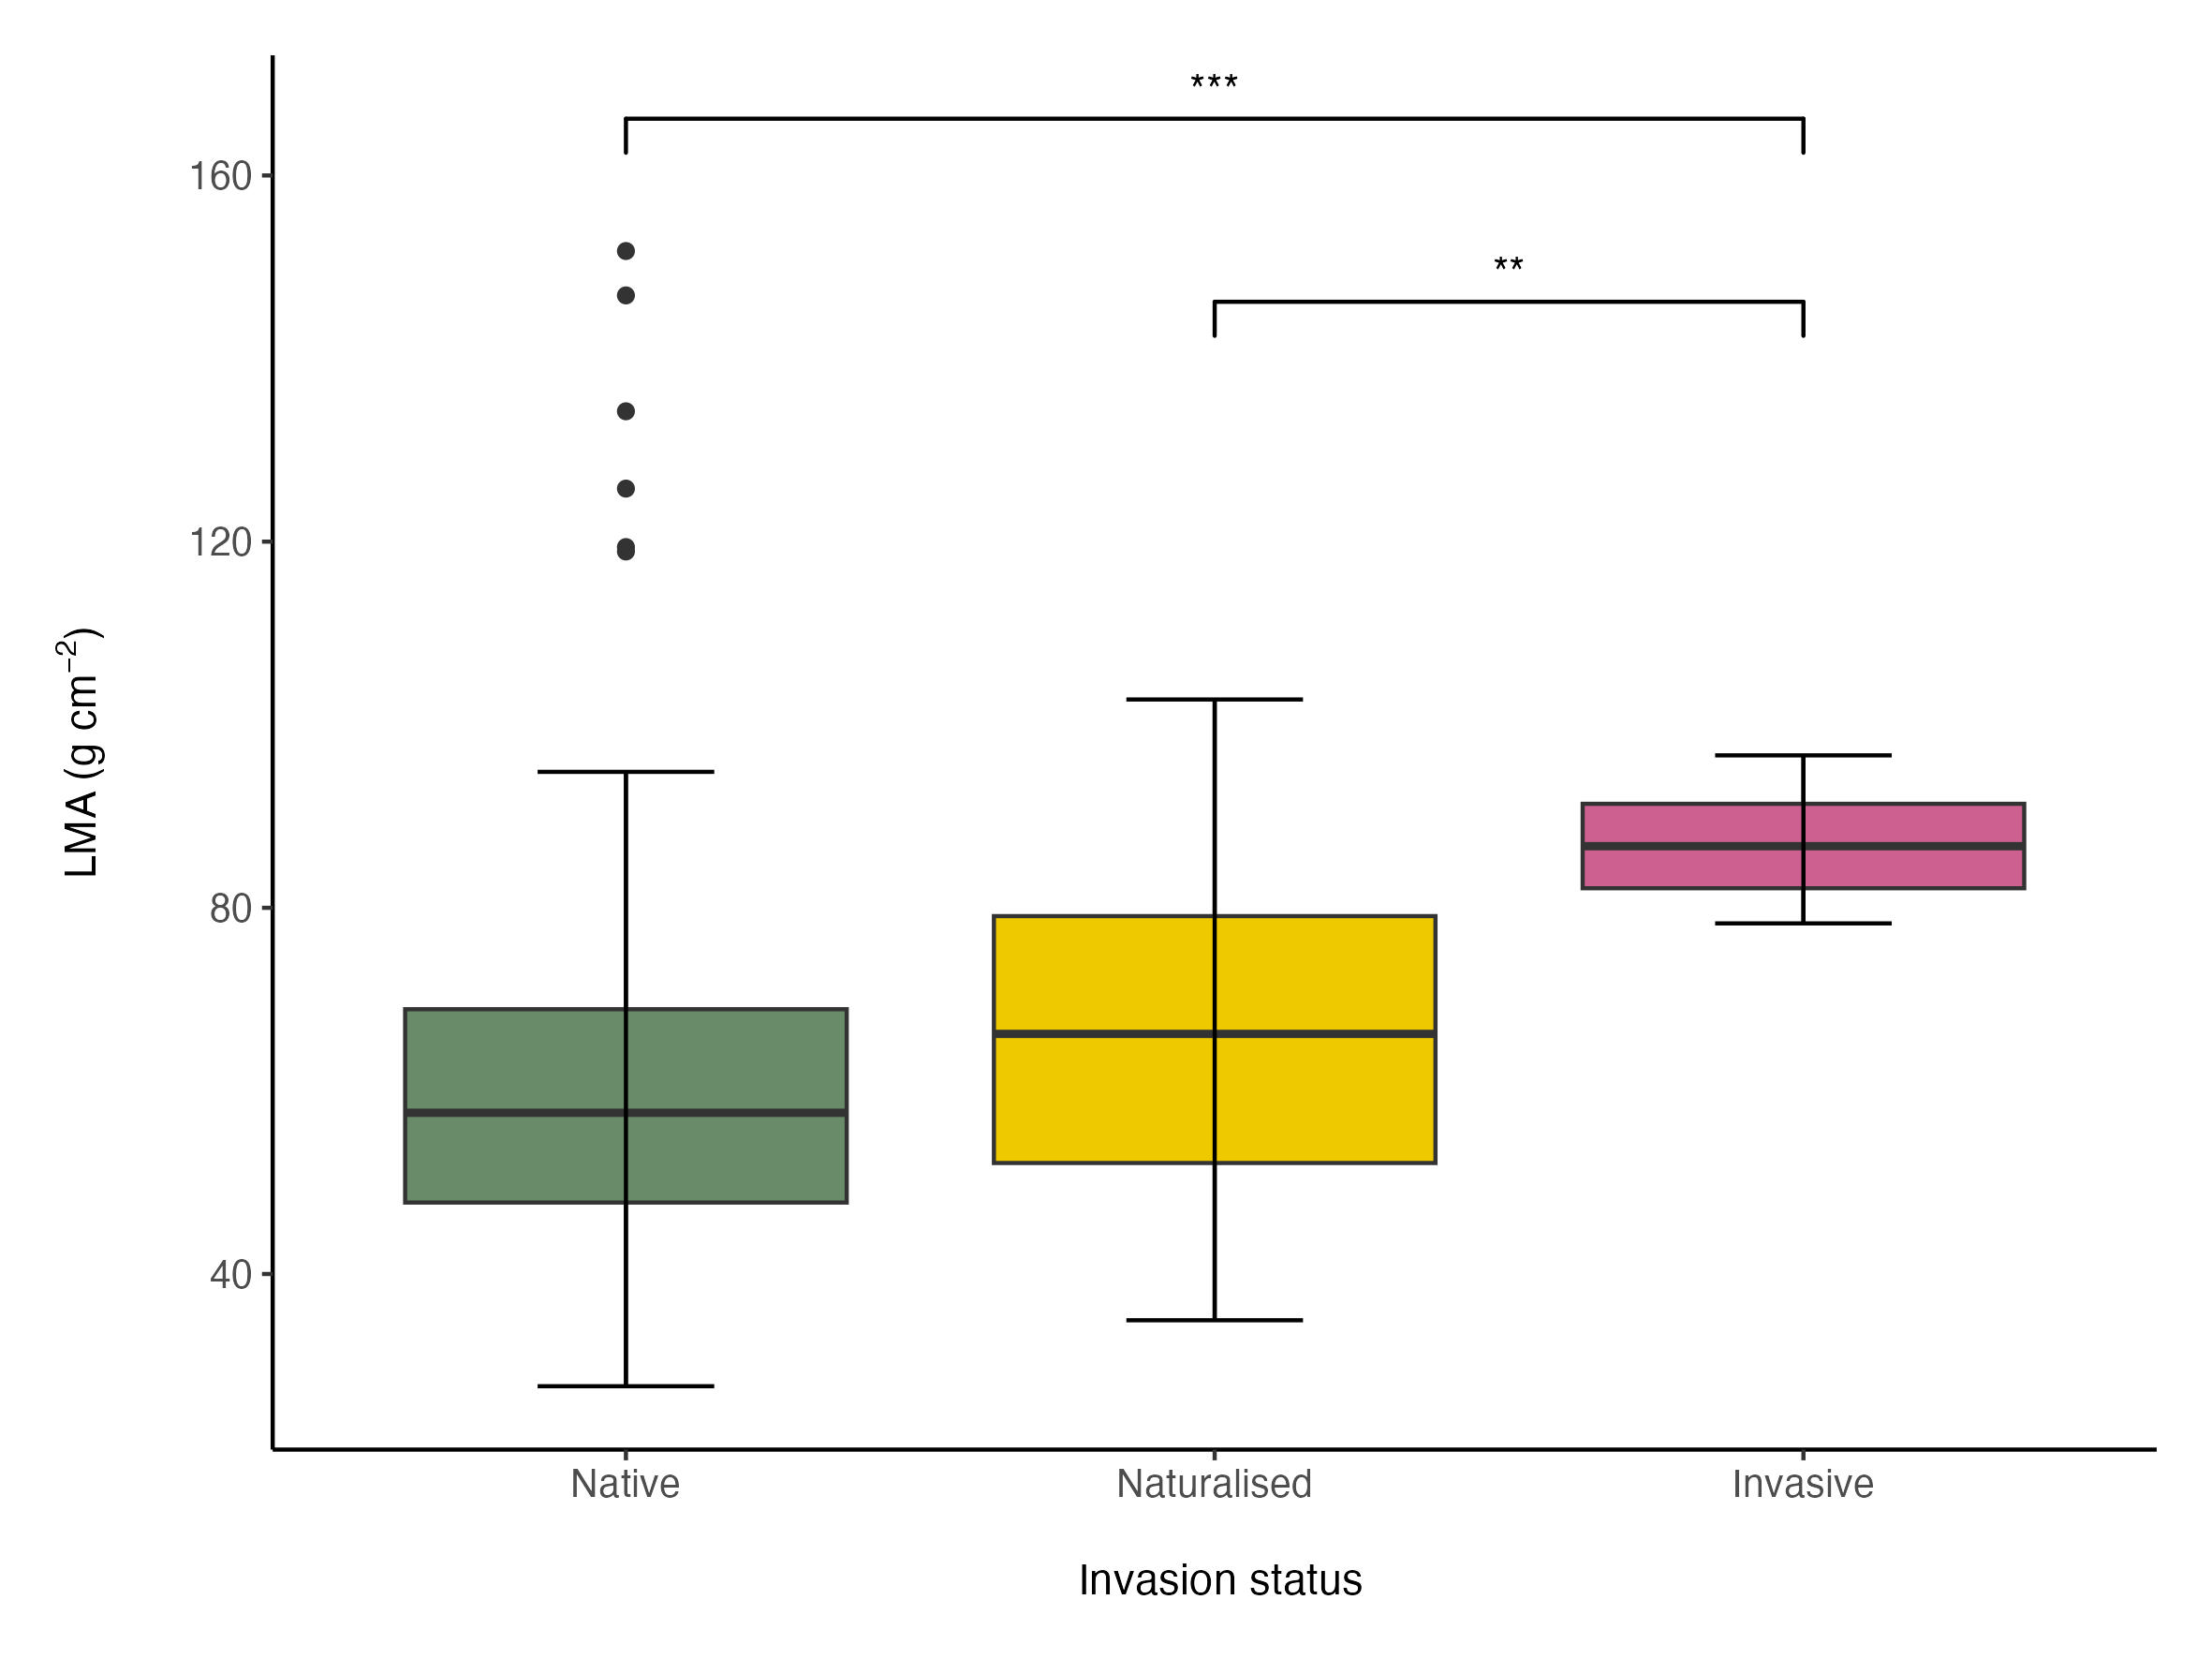 ***
160
**
120
LMA (g cm⁻²)
80
40
Native Naturalised Invasive
Invasion status